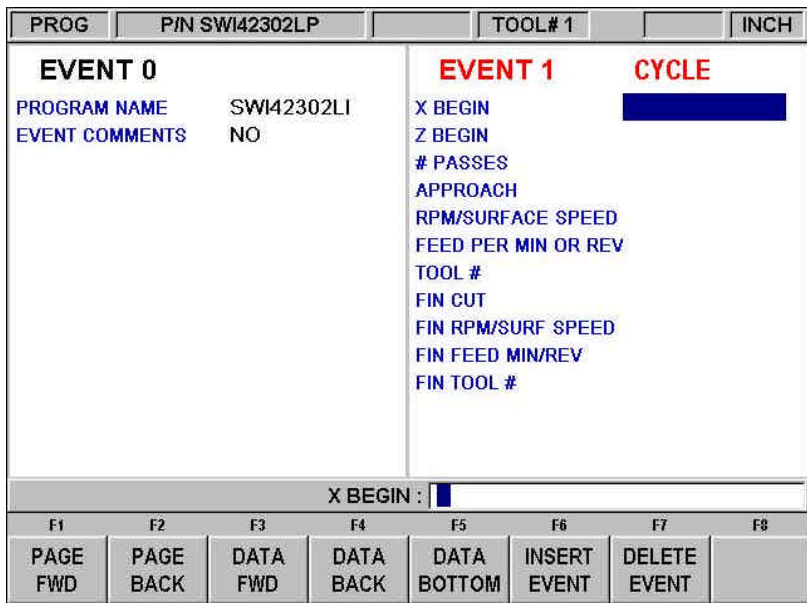 PROG P/N SWI42302LP TOOL# 1 INCH
EVENT 0
PROGRAM NAME SWI42302LI
EVENT COMMENTS NO
EVENT 1 CYCLE
X BEGIN
Z BEGIN
# PASSES
APPROACH
RPM/SURFACE SPEED
FEED PER MIN OR REV
TOOL #
FIN CUT
FIN RPM/SURF SPEED
FIN FEED MIN/REV
FIN TOOL #
X BEGIN :
F1 F2 F3 F4 F5 F6 F7 F8
PAGE FWD
PAGE BACK
DATA FWD
DATA BACK
DATA BOTTOM
INSERT EVENT
DELETE EVENT